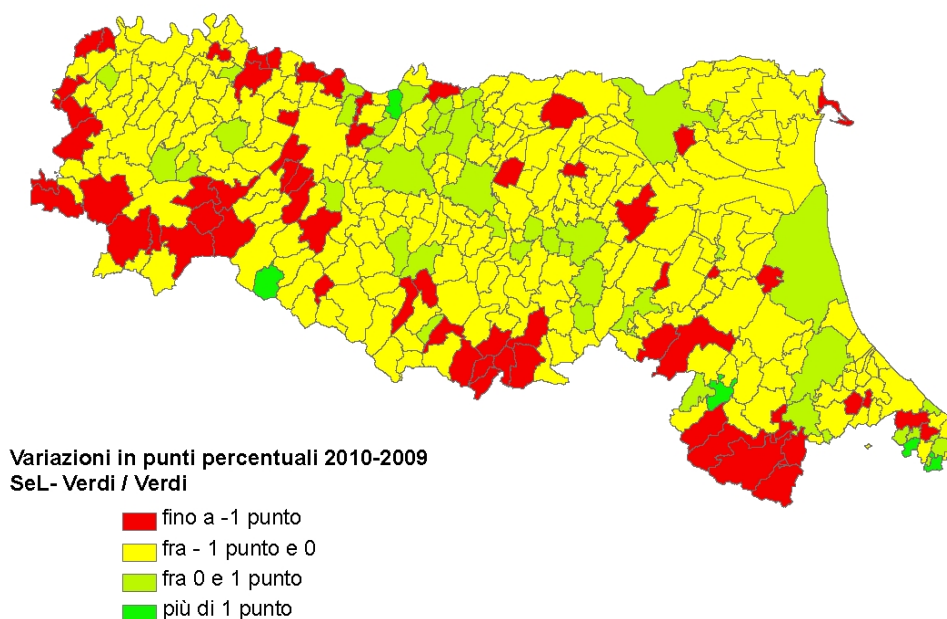 Variazioni in punti percentuali 2010-2009
SeL- Verdi / Verdi
fino a -1 punto
fra - 1 punto e 0
fra 0 e 1 punto
più di 1 punto